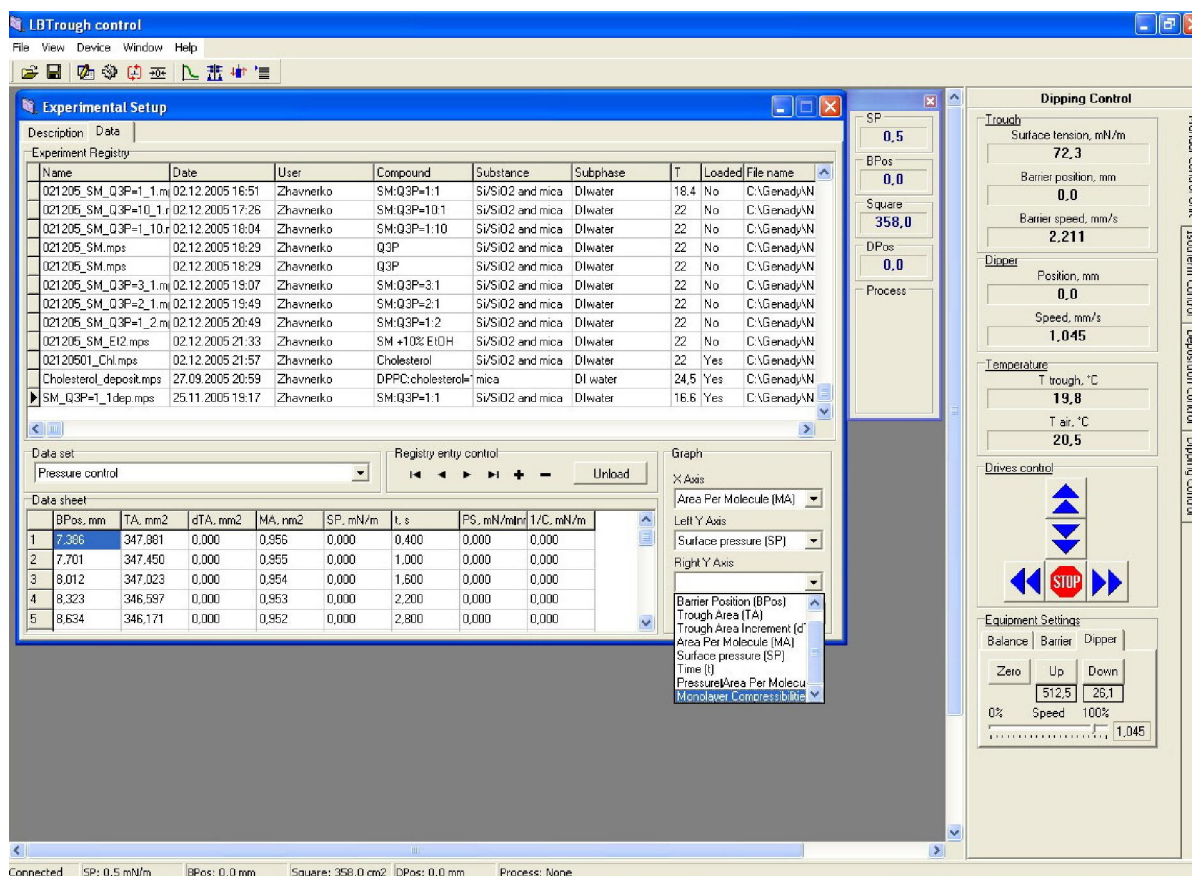 LBTrough control
File View Device Window Help
Experimental Setup
Description Data
Experiment Registry
Name Date User Compound Substance Subphase T Loaded File name
021205_SM_Q3P=1_1.m 02.12.2005 16:51 Zhavnerko SM:Q3P=1:1 Si/SiO2 and mica DIwater 18.4 No C:\Genady\N
021205_SM_Q3P=10_1.r 02.12.2005 17:26 Zhavnerko SM:Q3P=10:1 Si/SiO2 and mica DIwater 22 No C:\Genady\N
021205_SM_Q3P=1_10.r 02.12.2005 18:04 Zhavnerko SM:Q3P=1:10 Si/SiO2 and mica DIwater 22 No C:\Genady\N
021205_SM.mps 02.12.2005 18:29 Zhavnerko Q3P Si/SiO2 and mica DIwater 22 No C:\Genady\N
021205_SM.mps 02.12.2005 18:29 Zhavnerko Q3P Si/SiO2 and mica DIwater 22 No C:\Genady\N
021205_SM_Q3P=3_1.m 02.12.2005 19:07 Zhavnerko SM:Q3P=3:1 Si/SiO2 and mica DIwater 22 No C:\Genady\N
021205_SM_Q3P=2_1.m 02.12.2005 19:49 Zhavnerko SM:Q3P=2:1 Si/SiO2 and mica DIwater 22 No C:\Genady\N
021205_SM_Q3P=1_2.m 02.12.2005 20:49 Zhavnerko SM:Q3P=1:2 Si/SiO2 and mica DIwater 22 No C:\Genady\N
021205_SM_Et2.mps 02.12.2005 21:33 Zhavnerko SM +10% EtOH Si/SiO2 and mica DIwater 22 No C:\Genady\N
02120501_Chl.mps 02.12.2005 21:57 Zhavnerko Cholesterol Si/SiO2 and mica DIwater 22 Yes C:\Genady\N
Cholesterol_deposit.mps 27.09.2005 20:59 Zhavnerko DPPC:cholesterol= mica DI water 24,5 Yes C:\Genady\N
SM_Q3P=1_1dep.mps 25.11.2005 19:17 Zhavnerko SM:Q3P=1:1 Si/SiO2 and mica DIwater 16.6 Yes C:\Genady\N
Data set
Pressure control
Registry entry control
Unload
Data sheet
BPos, mm TA, mm2 dTA, mm2 MA, nm2 SP, mN/m t, s PS, mN/m 1/C, mN/m
1 7,386 347,881 0,000 0,956 0,000 0,400 0,000 0,000
2 7,701 347,450 0,000 0,955 0,000 1,000 0,000 0,000
3 8,012 347,023 0,000 0,954 0,000 1,600 0,000 0,000
4 8,323 346,597 0,000 0,953 0,000 2,200 0,000 0,000
5 8,634 346,171 0,000 0,952 0,000 2,800 0,000 0,000
Graph
X Axis
Area Per Molecule (MA)
Left Y Axis
Surface pressure (SP)
Right Y Axis
Barrier Position (BPos)
Trough Area (TA)
Trough Area Increment (d
Area Per Molecule (MA)
Surface pressure (SP)
Time (t)
Pressure/Area Per Molecu
Monolayer Compressibilitie
SP
0,5
BPos
0,0
Square
358,0
DPos
0,0
Process
Dipping Control
Trough
Surface tension, mN/m
72,3
Barrier position, mm
0,0
Barrier speed, mm/s
2,211
Dipper
Position, mm
0,0
Speed, mm/s
1,045
Temperature
T trough, °C
19,8
T air, °C
20,5
Drives control
STOP
Equipment Settings
Balance Barrier Dipper
Zero Up Down
512,5 26,1
0% Speed 100%
1,045
Isotherm Control
Deposition Control
Dipping Control
Connected SP: 0.5 mN/m BPos: 0.0 mm Square: 358.0 cm2 DPos: 0.0 mm Process: None